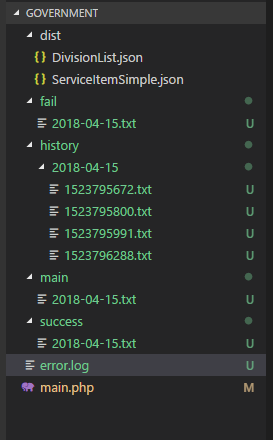 GOVERNMENT
dist
{ } DivisionList.json
{ } ServiceItemSimple.json
fail
2018-04-15.txt U
history
2018-04-15
1523795672.txt U
1523795800.txt U
1523795991.txt U
1523796288.txt U
main
2018-04-15.txt U
success
2018-04-15.txt U
error.log U
main.php M